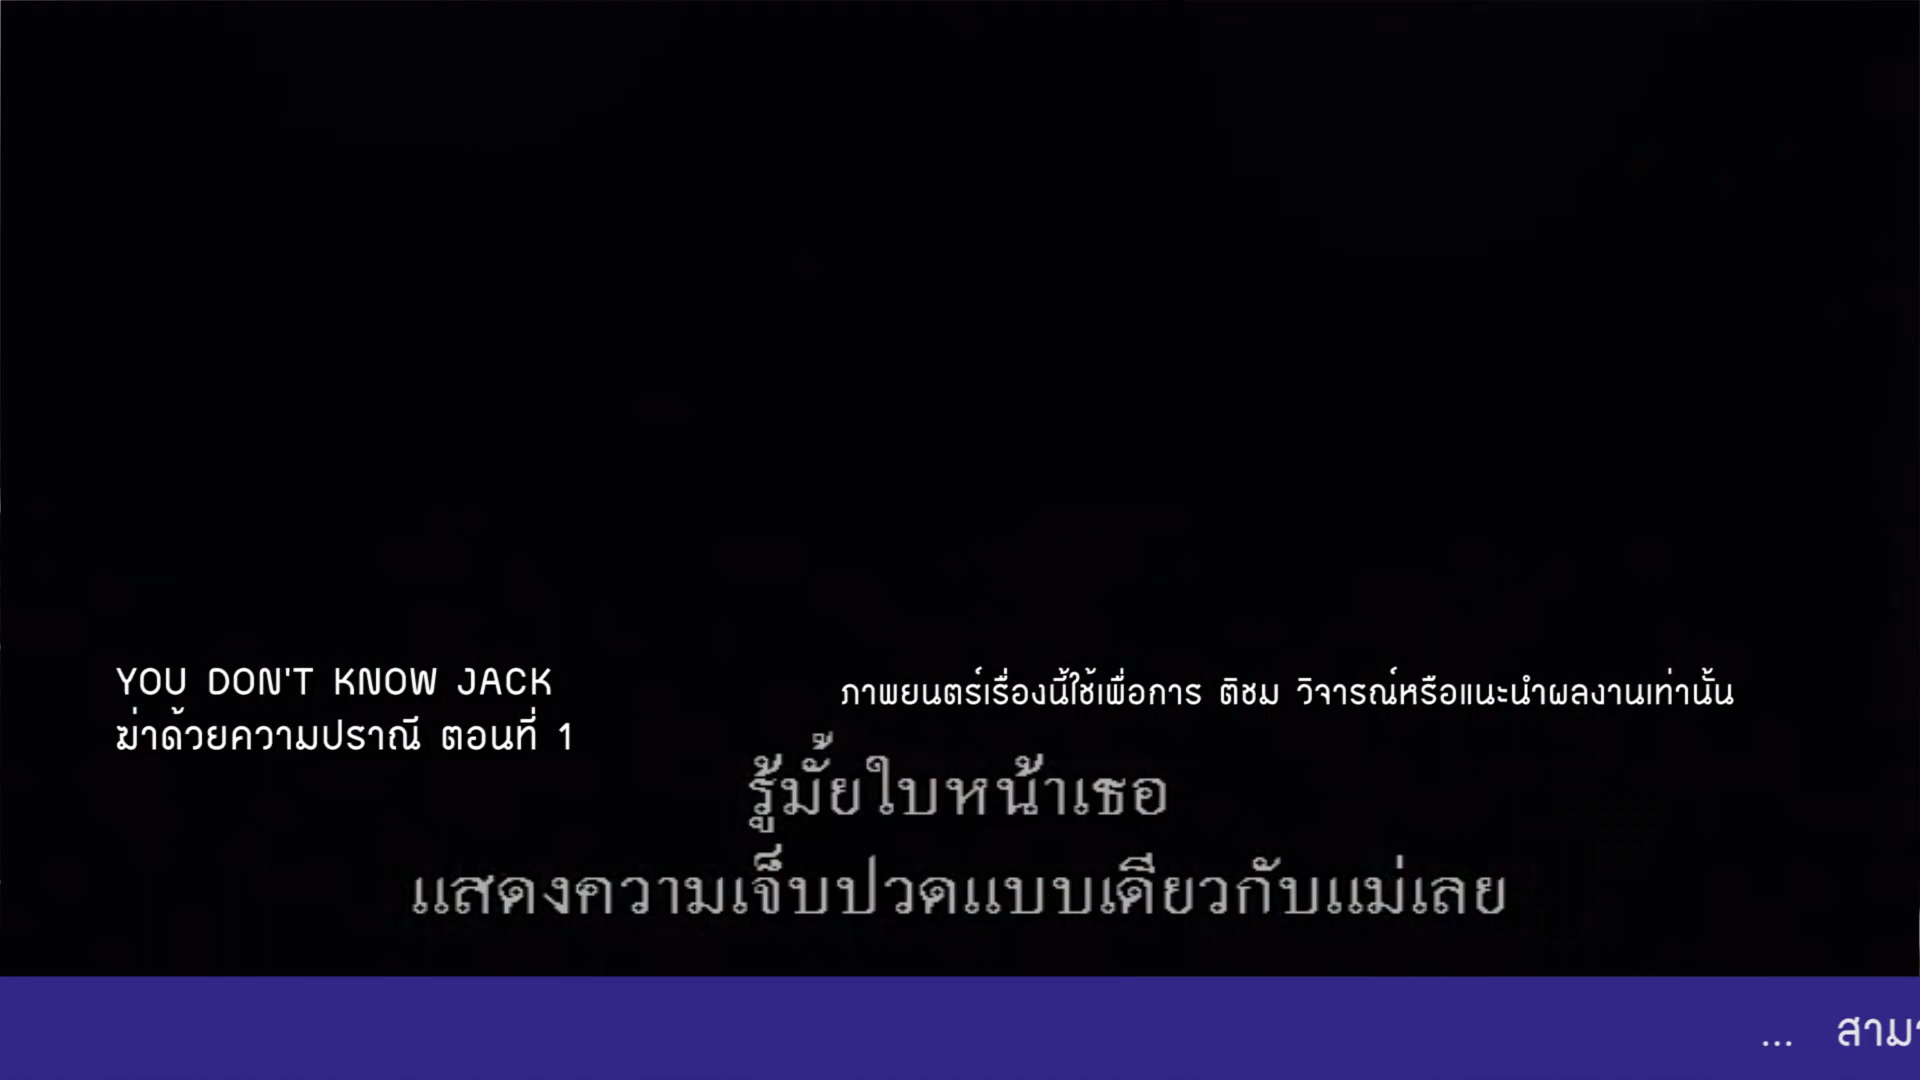 YOU DON'T KNOW JACK
ฆ่าด้วยความปราณี ตอนที่ 1
ภาพยนตร์เรื่องนี้ใช้เพื่อการ ติชม วิจารณ์หรือแนะนำผลงานเท่านั้น
รู้มั้ยใบหน้าเธอ
แสดงความเจ็บปวดแบบเดียวกับแม่เลย
...